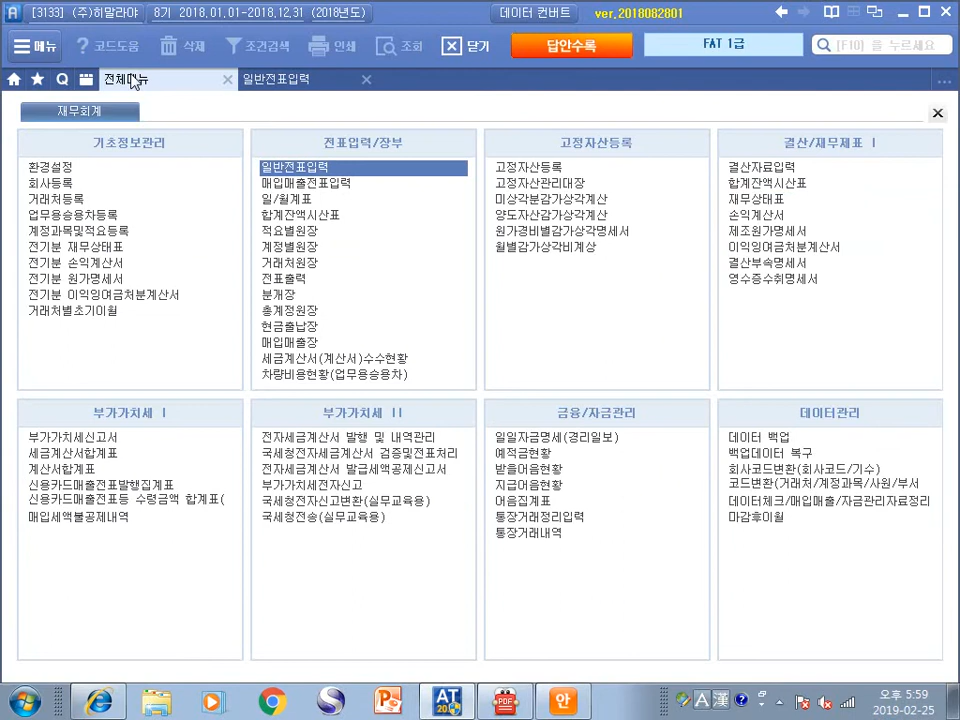 [3133] (주)히말라야 8기 2018.01.01-2018.12.31 (2018년도) 데이터 컨버트 ver.2018082801
메뉴 코드도움 삭제 조건검색 인쇄 조회 닫기 답안수록 FAT 1급 [F10] 을 누르세요
전체메뉴 일반전표입력
재무회계
기초정보관리
환경설정
회사등록
거래처등록
업무용승용차등록
계정과목및적요등록
전기분 재무상태표
전기분 손익계산서
전기분 원가명세서
전기분 이익잉여금처분계산서
거래처별초기이월
전표입력/장부
일반전표입력
매입매출전표입력
일/월계표
합계잔액시산표
적요별원장
계정별원장
거래처원장
전표출력
분개장
총계정원장
현금출납장
매입매출장
세금계산서(계산서)수수현황
차량비용현황(업무용승용차)
고정자산등록
고정자산등록
고정자산관리대장
미상각분감가상각계산
양도자산감가상각계산
원가경비별감가상각명세서
월별감가상각비계상
결산/재무제표 I
결산자료입력
합계잔액시산표
재무상태표
손익계산서
제조원가명세서
이익잉여금처분계산서
결산부속명세서
영수증수취명세서
부가가치세 I
부가가치세신고서
세금계산서합계표
계산서합계표
신용카드매출전표발행집계표
신용카드매출전표등 수령금액 합계표(
매입세액불공제내역
부가가치세 II
전자세금계산서 발행 및 내역관리
국세청전자세금계산서 검증및전표처리
전자세금계산서 발급세액공제신고서
부가가치세전자신고
국세청전자신고변환(실무교육용)
국세청전송(실무교육용)
금융/자금관리
일일자금명세(경리일보)
예적금현황
받을어음현황
지급어음현황
어음집계표
통장거래정리입력
통장거래내역
데이터관리
데이터 백업
백업데이터 복구
회사코드변환(회사코드/기수)
코드변환(거래처/계정과목/사원/부서
데이터체크/매입매출/자금관리자료정리
마감후이월
AT
PDF
안
A 漢
오후 5:59
2019-02-25